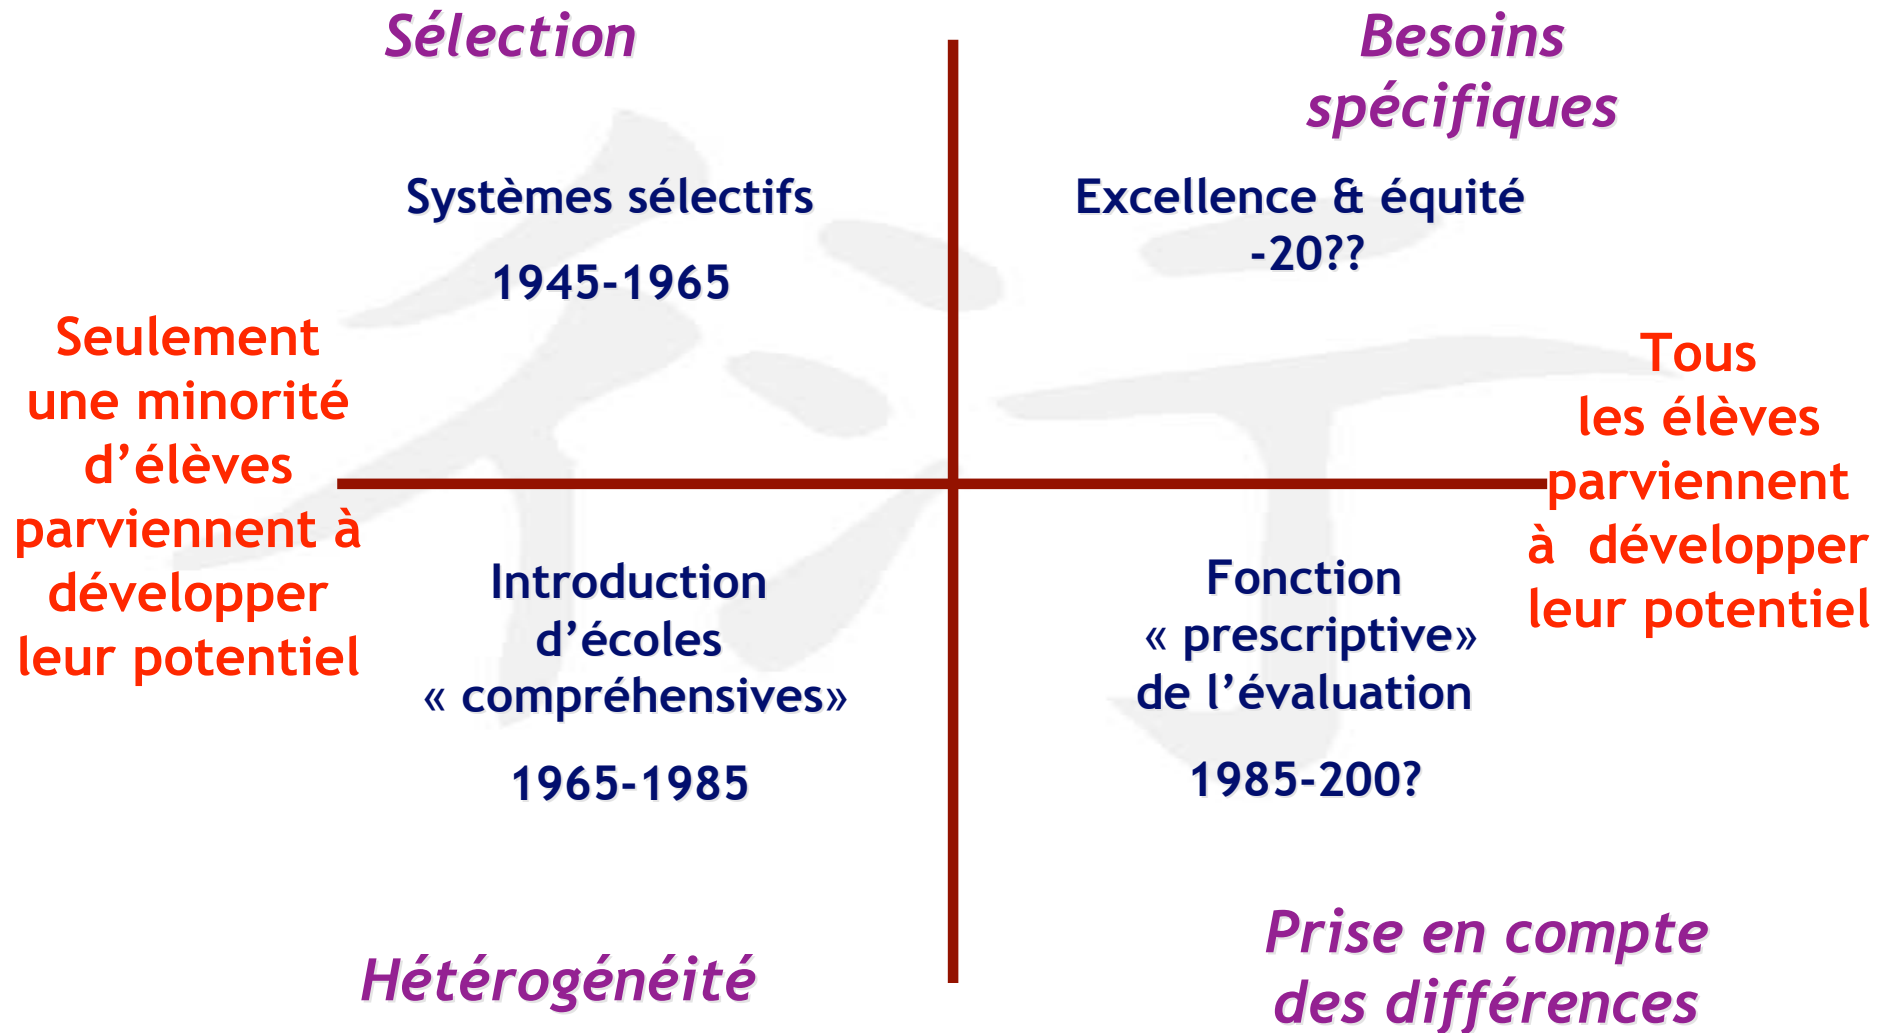 Sélection
Besoins
spécifiques
Systèmes sélectifs
1945-1965
Excellence & équité
-20??
Seulement
une minorité
d’élèves
parviennent à
développer
leur potentiel
Tous
les élèves
parviennent
à développer
leur potentiel
Introduction
d’écoles
« compréhensives»
1965-1985
Fonction
« prescriptive»
de l’évaluation
1985-200?
Hétérogénéité
Prise en compte
des différences